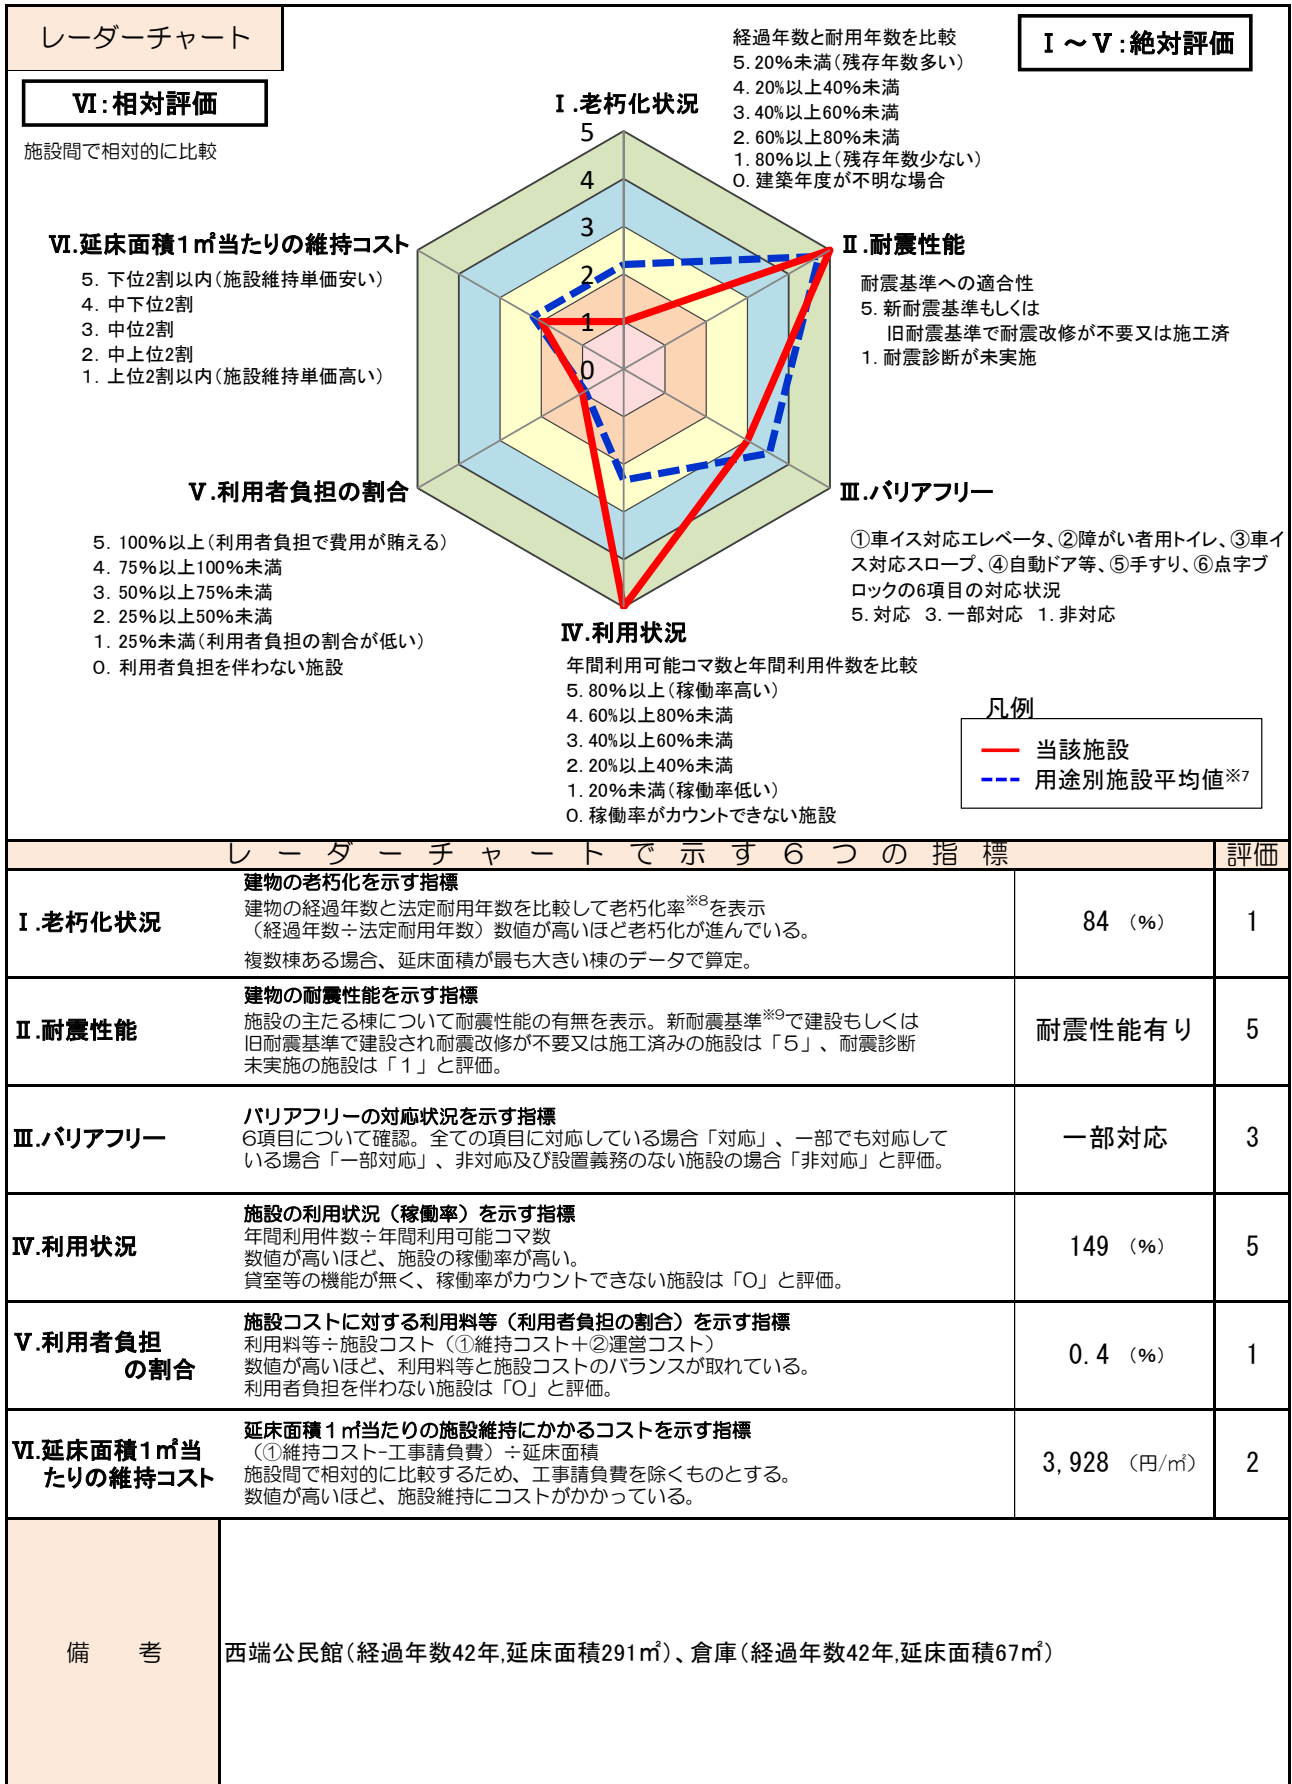 レーダーチャート
Ⅰ～Ⅴ:絶対評価
Ⅵ:相対評価
施設間で相対的に比較
Ⅰ.老朽化状況
経過年数と耐用年数を比較
5. 20%未満(残存年数多い)
4. 20%以上40%未満
3. 40%以上60%未満
2. 60%以上80%未満
1. 80%以上(残存年数少ない)
0. 建築年度が不明な場合
5
4
3
2
1
0
Ⅱ.耐震性能
耐震基準への適合性
5. 新耐震基準もしくは
旧耐震基準で耐震改修が不要又は施工済
1. 耐震診断が未実施
Ⅵ.延床面積1㎡当たりの維持コスト
5. 下位2割以内(施設維持単価安い)
4. 中下位2割
3. 中位2割
2. 中上位2割
1. 上位2割以内(施設維持単価高い)
Ⅲ.バリアフリー
①車イス対応エレベータ、②障がい者用トイレ、③車イ
ス対応スロープ、④自動ドア等、⑤手すり、⑥点字ブ
ロックの6項目の対応状況
5. 対応 3. 一部対応 1. 非対応
Ⅴ.利用者負担の割合
5. 100%以上(利用者負担で費用が賄える)
4. 75%以上100%未満
3. 50%以上75%未満
2. 25%以上50%未満
1. 25%未満(利用者負担の割合が低い)
0. 利用者負担を伴わない施設
Ⅳ.利用状況
年間利用可能コマ数と年間利用件数を比較
5. 80%以上(稼働率高い)
4. 60%以上80%未満
3. 40%以上60%未満
2. 20%以上40%未満
1. 20%未満(稼働率低い)
0. 稼働率がカウントできない施設
凡例
当該施設
用途別施設平均値※7
レーダーチャートで示す6つの指標 評価
Ⅰ.老朽化状況
建物の老朽化を示す指標
建物の経過年数と法定耐用年数を比較して老朽化率※8を表示
(経過年数÷法定耐用年数)数値が高いほど老朽化が進んでいる。
複数棟ある場合、延床面積が最も大きい棟のデータで算定。
84 (%) 1
Ⅱ.耐震性能
建物の耐震性能を示す指標
施設の主たる棟について耐震性能の有無を表示。新耐震基準※9で建設もしくは
旧耐震基準で建設され耐震改修が不要又は施工済みの施設は「5」、耐震診断
未実施の施設は「1」と評価。
耐震性能有り 5
Ⅲ.バリアフリー
バリアフリーの対応状況を示す指標
6項目について確認。全ての項目に対応している場合「対応」、一部でも対応して
いる場合「一部対応」、非対応及び設置義務のない施設の場合「非対応」と評価。
一部対応 3
Ⅳ.利用状況
施設の利用状況(稼働率)を示す指標
年間利用件数÷年間利用可能コマ数
数値が高いほど、施設の稼働率が高い。
貸室等の機能が無く、稼働率がカウントできない施設は「0」と評価。
149 (%) 5
Ⅴ.利用者負担
の割合
施設コストに対する利用料等(利用者負担の割合)を示す指標
利用料等÷施設コスト(①維持コスト+②運営コスト)
数値が高いほど、利用料等と施設コストのバランスが取れている。
利用者負担を伴わない施設は「0」と評価。
0.4 (%) 1
Ⅵ.延床面積1㎡当
たりの維持コスト
延床面積1㎡当たりの施設維持にかかるコストを示す指標
(①維持コスト-工事請負費)÷延床面積
施設間で相対的に比較するため、工事請負費を除くものとする。
数値が高いほど、施設維持にコストがかかっている。
3,928 (円/㎡) 2
備 考
西端公民館(経過年数42年,延床面積291㎡)、倉庫(経過年数42年,延床面積67㎡)